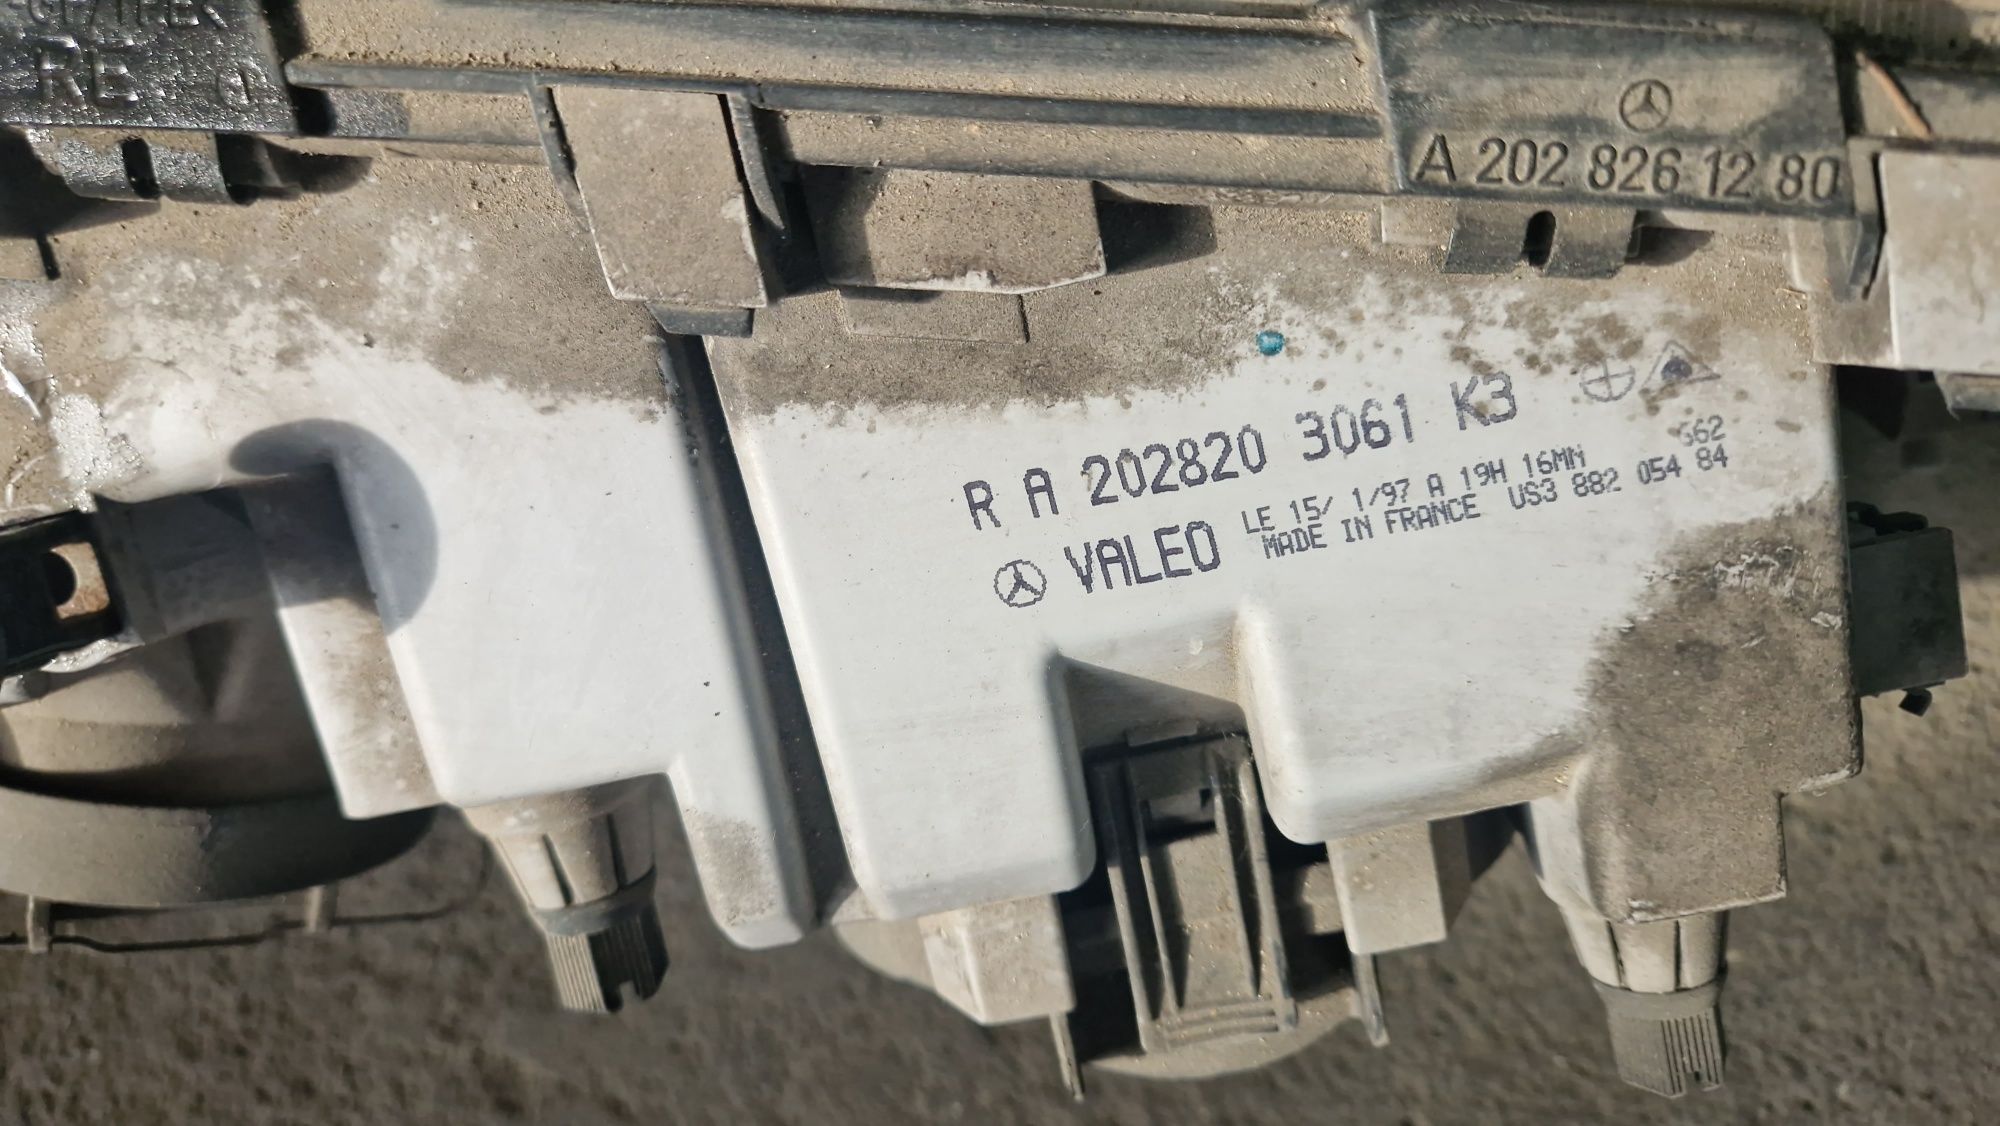 RE
A 202 826 12 80
R A 202820 3061 K3
VALEO
LE 15/ 1/97 A 19H 16MM
MADE IN FRANCE US3 882 054 84